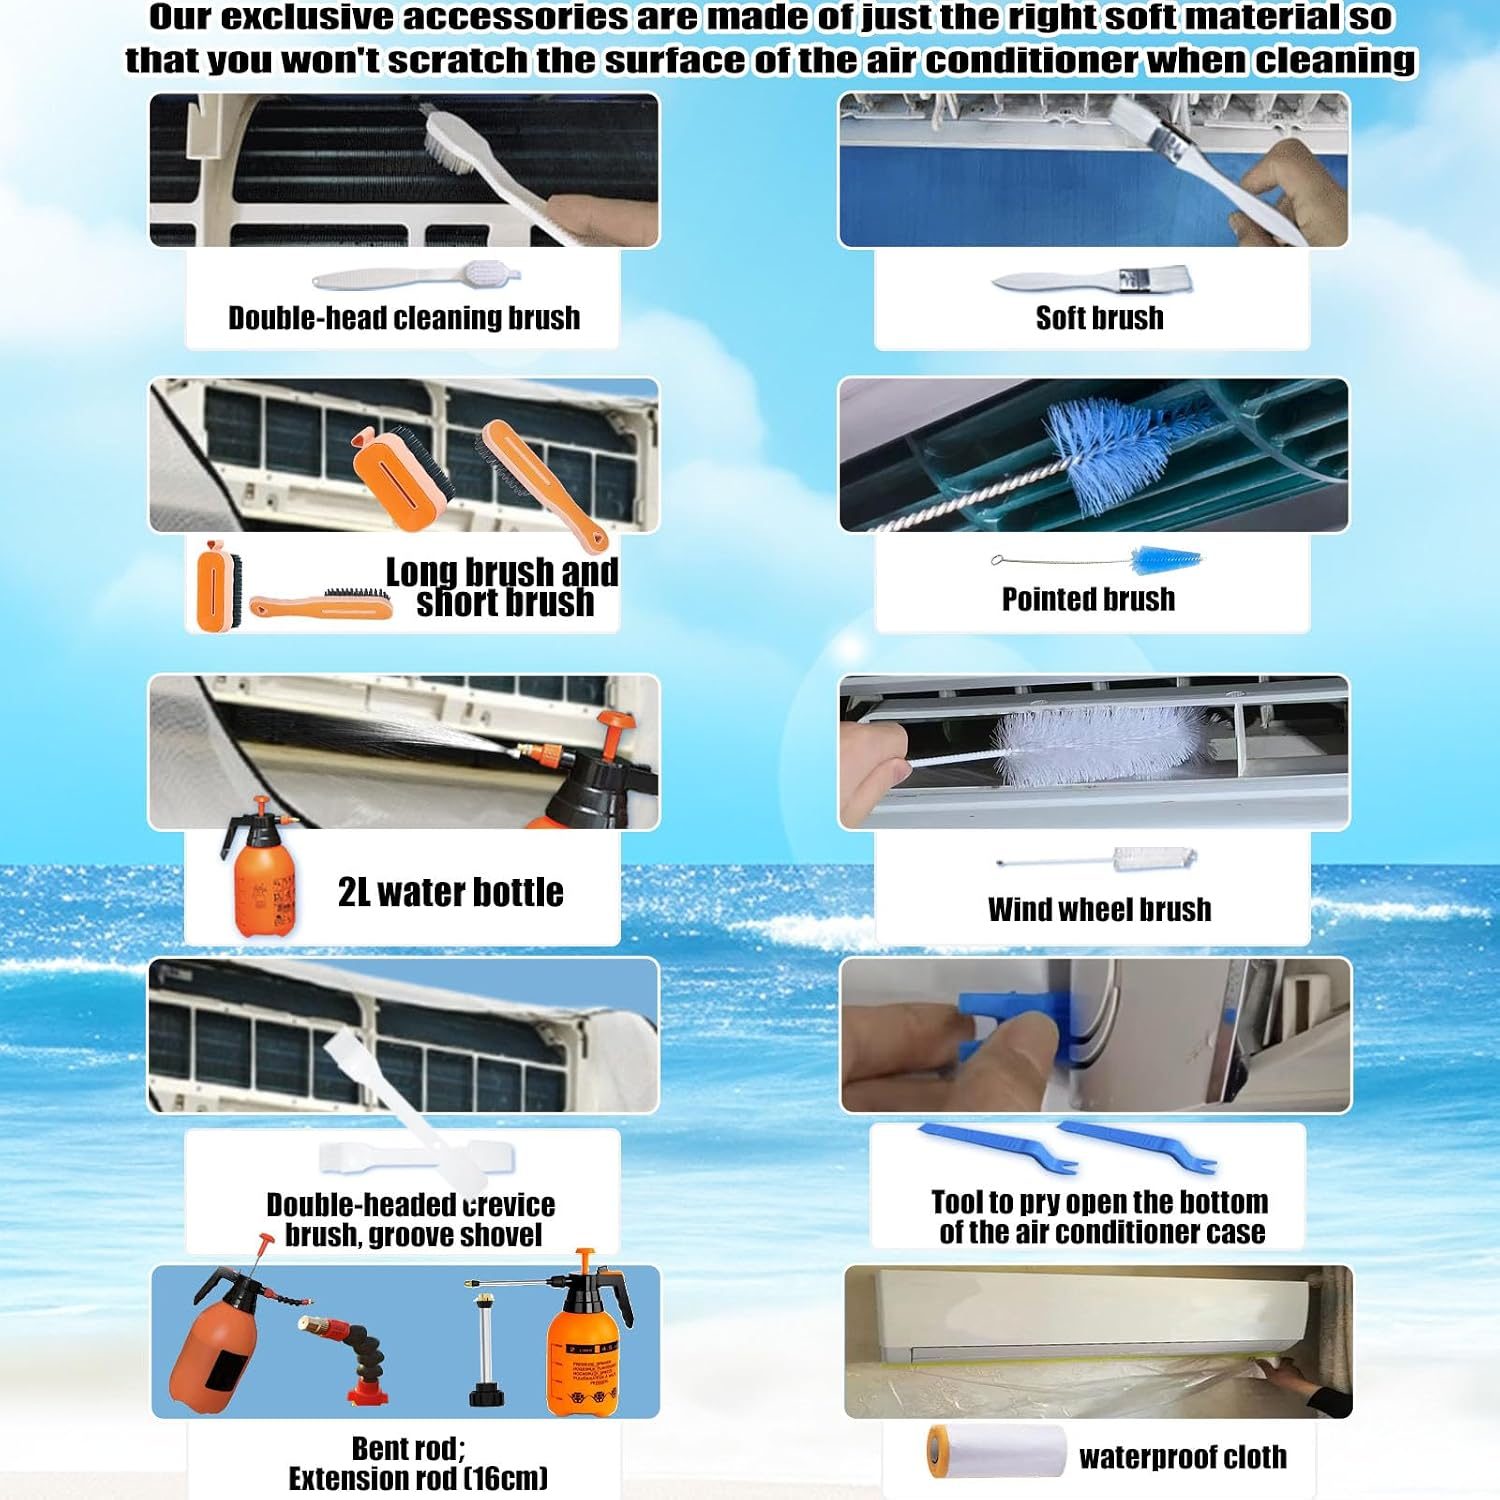 Our exclusive accessories are made of just the right soft material so
that you won't scratch the surface of the air conditioner when cleaning
Double-head cleaning brush
Soft brush
Long brush and
short brush
Pointed brush
2L water bottle
Wind wheel brush
Double-headed crevice
brush, groove shovel
Tool to pry open the bottom
of the air conditioner case
Bent rod;
Extension rod (16cm)
waterproof cloth